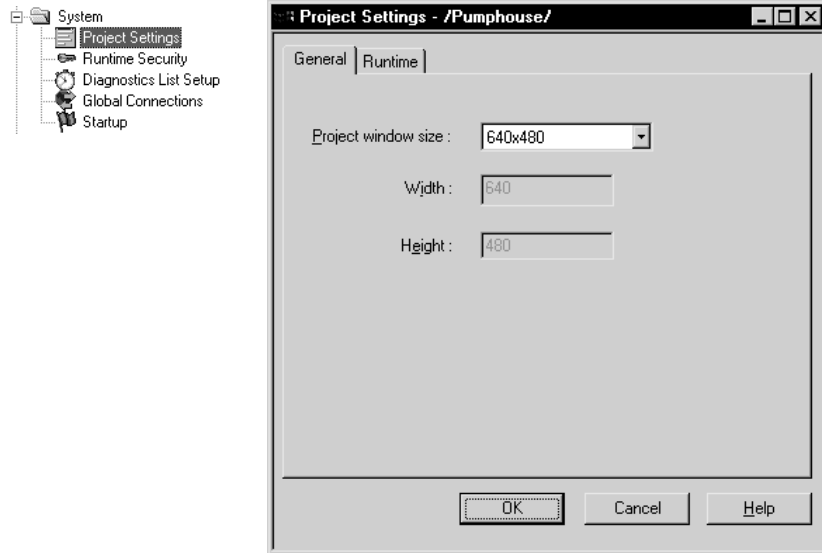 System
Project Settings
Runtime Security
Diagnostics List Setup
Global Connections
Startup
Project Settings - /Pumphouse/
General Runtime
Project window size : 640x480
Width : 640
Height : 480
OK Cancel Help